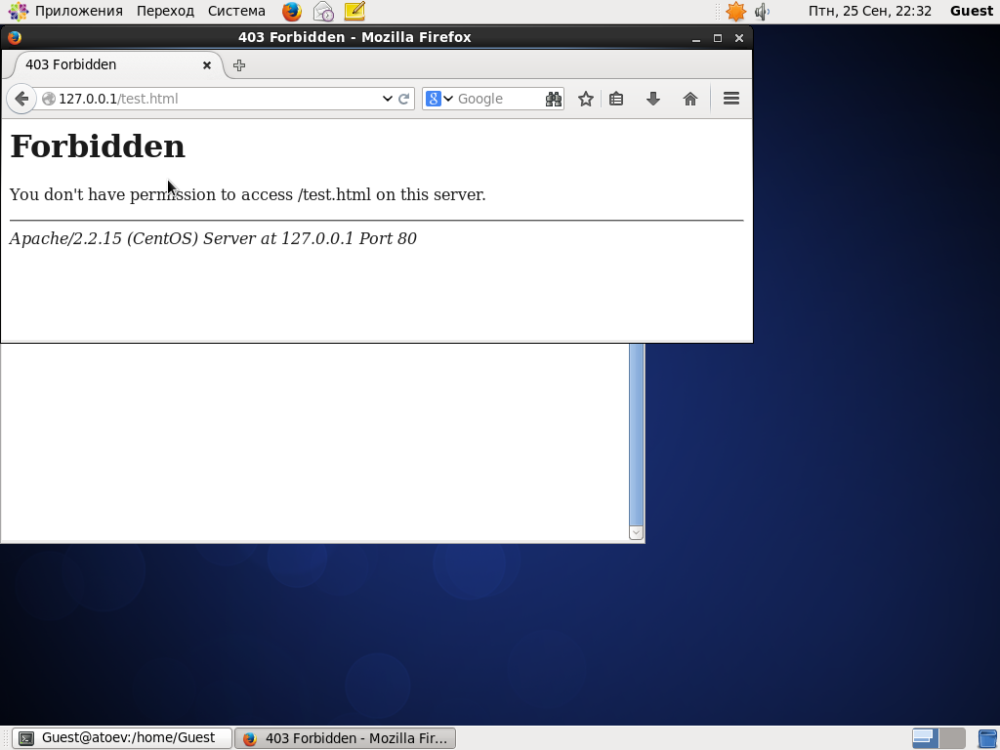 Приложения Переход Система Птн, 25 Сен, 22:32 Guest
403 Forbidden - Mozilla Firefox
403 Forbidden
127.0.0.1/test.html 8 Google
Forbidden
You don't have permission to access /test.html on this server.
Apache/2.2.15 (CentOS) Server at 127.0.0.1 Port 80
Guest@atoev:/home/Guest 403 Forbidden - Mozilla Fir...